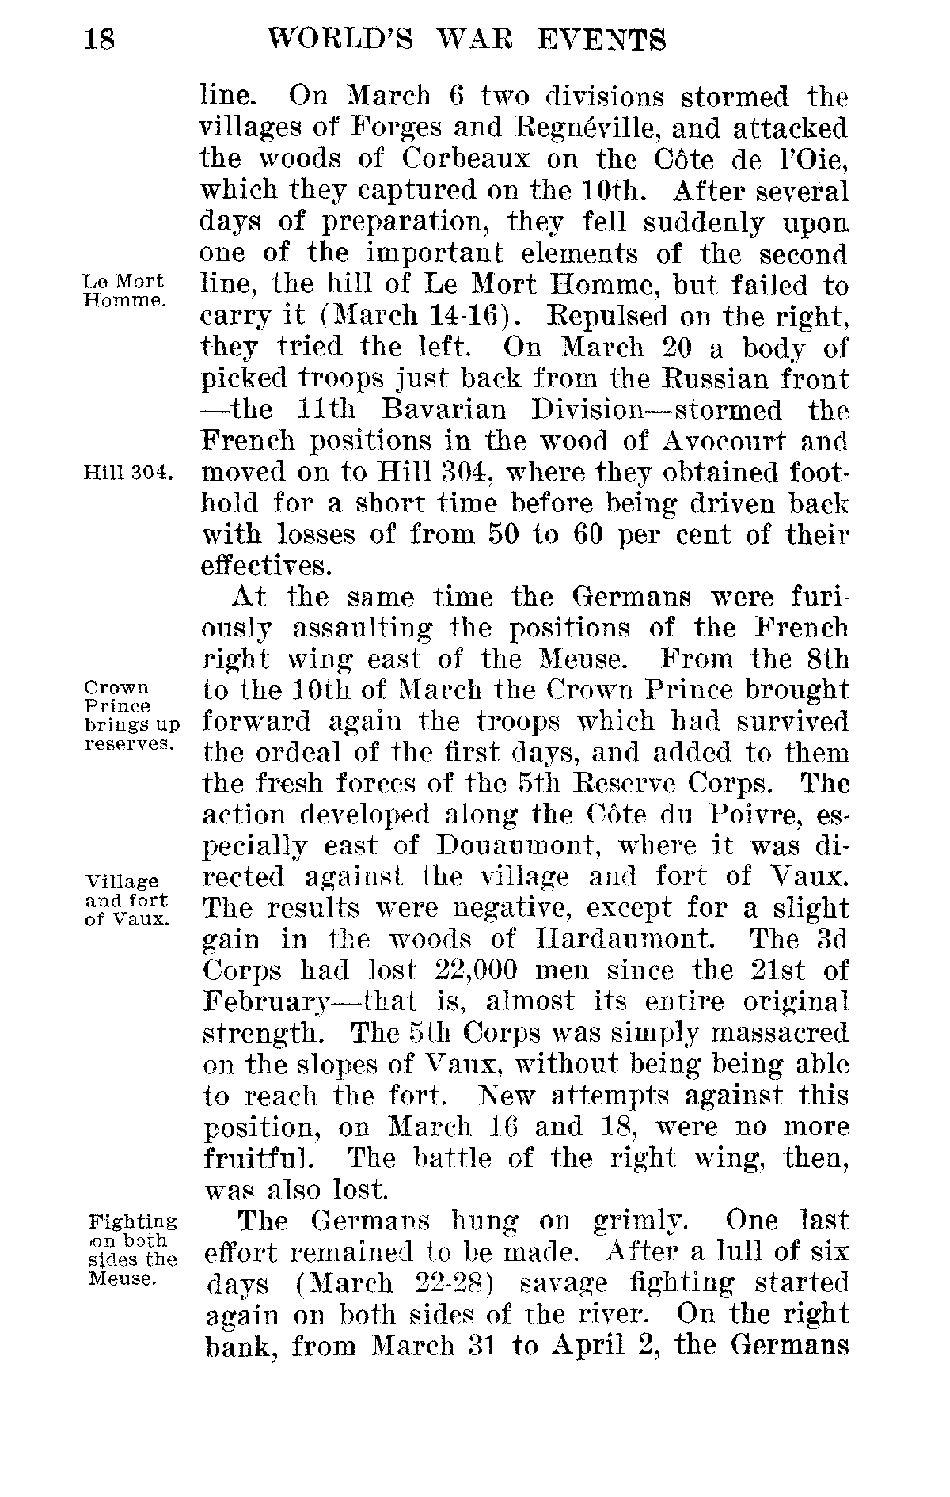 18 WORLD'S WAR EVENTS
line. On March 6 two divisions stormed the
villages of Forges and Regnéville, and attacked
the woods of Corbeaux on the Côte de l'Oie,
which they captured on the 10th. After several
days of preparation, they fell suddenly upon
one of the important elements of the second
Le Mort
Homme.
line, the hill of Le Mort Homme, but failed to
carry it (March 14-16). Repulsed on the right,
they tried the left. On March 20 a body of
picked troops just back from the Russian front
—the 11th Bavarian Division—stormed the
French positions in the wood of Avocourt and
Hill 304.
moved on to Hill 304, where they obtained foot-
hold for a short time before being driven back
with losses of from 50 to 60 per cent of their
effectives.
At the same time the Germans were furi-
ously assaulting the positions of the French
right wing east of the Meuse. From the 8th
Crown
Prince
brings up
reserves.
to the 10th of March the Crown Prince brought
forward again the troops which had survived
the ordeal of the first days, and added to them
the fresh forces of the 5th Reserve Corps. The
action developed along the Côte du Poivre, es-
pecially east of Douaumont, where it was di-
Village
and fort
of Vaux.
rected against the village and fort of Vaux.
The results were negative, except for a slight
gain in the woods of Hardaumont. The 3d
Corps had lost 22,000 men since the 21st of
February—that is, almost its entire original
strength. The 5th Corps was simply massacred
on the slopes of Vaux, without being being able
to reach the fort. New attempts against this
position, on March 16 and 18, were no more
fruitful. The battle of the right wing, then,
was also lost.
Fighting
on both
sides the
Meuse.
The Germans hung on grimly. One last
effort remained to be made. After a lull of six
days (March 22-28) savage fighting started
again on both sides of the river. On the right
bank, from March 31 to April 2, the Germans